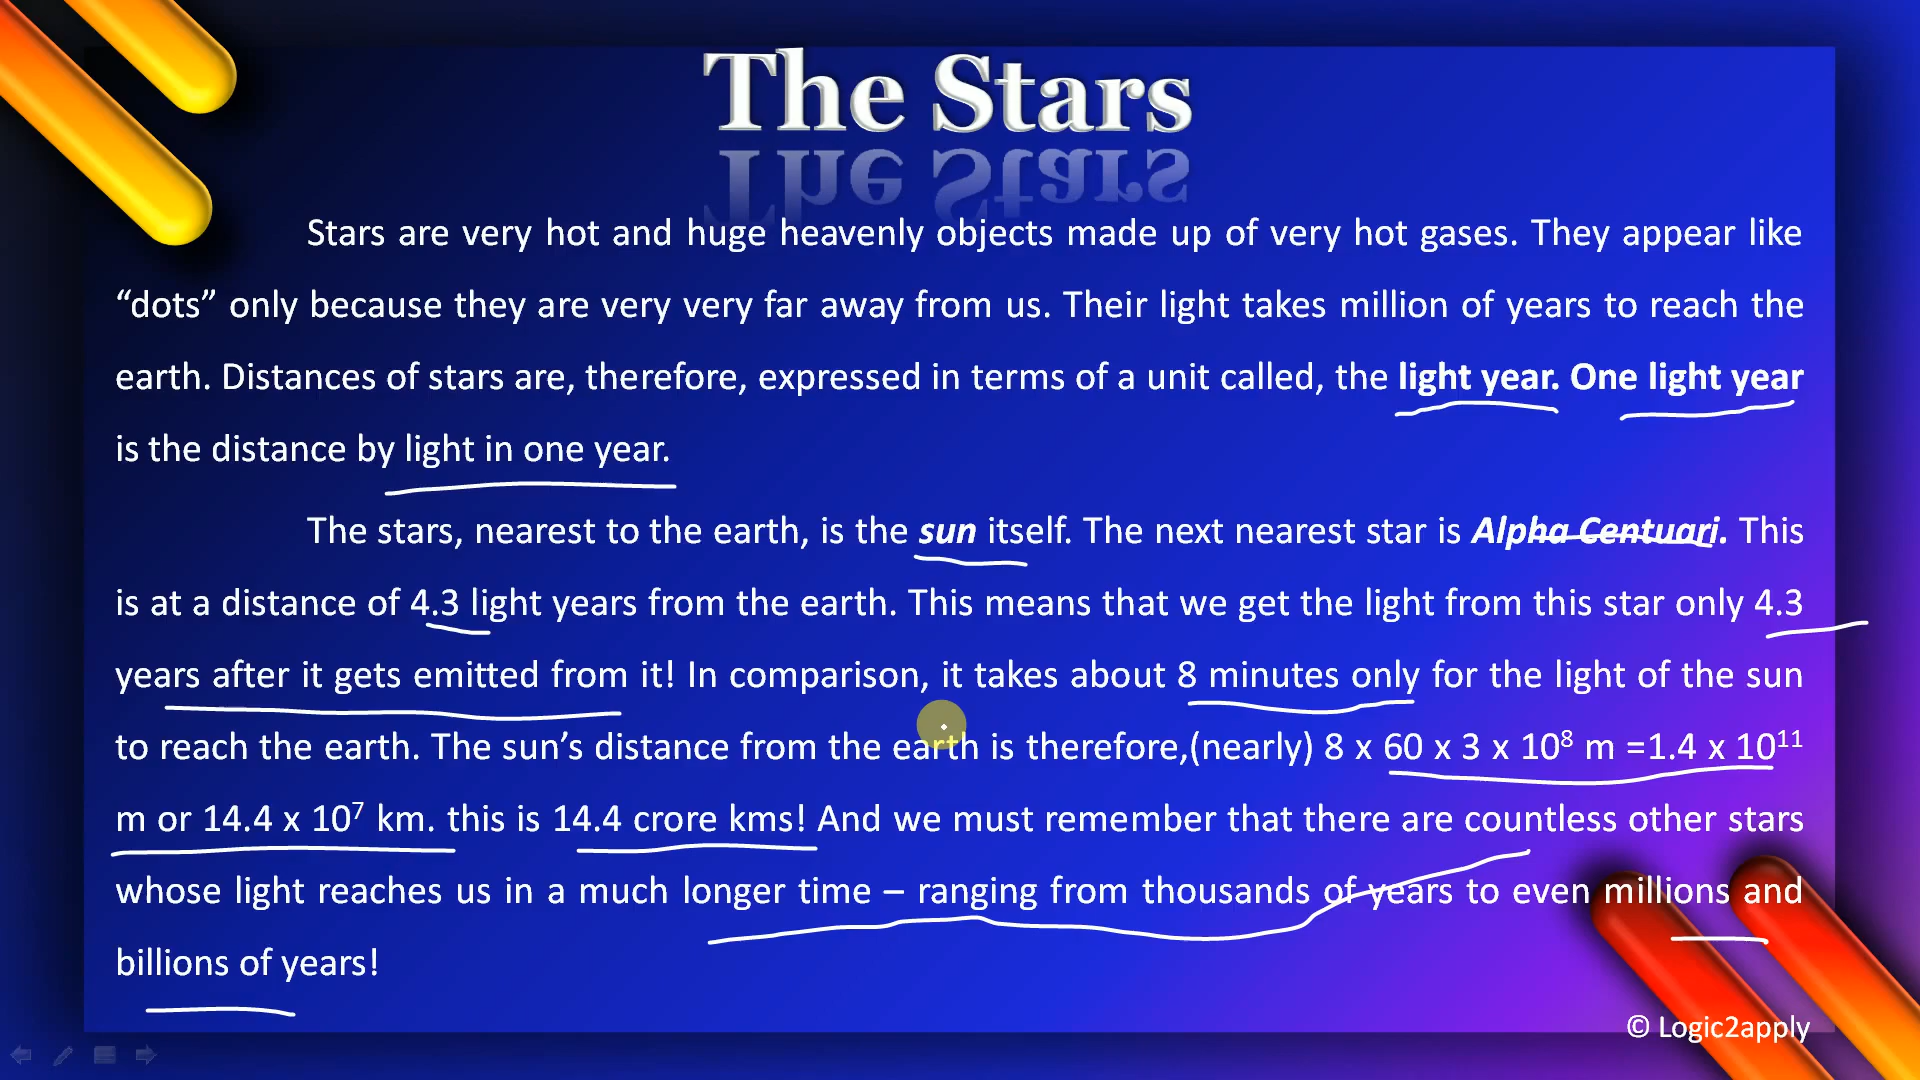 The Stars
Stars are very hot and huge heavenly objects made up of very hot gases. They appear like
“dots” only because they are very very far away from us. Their light takes million of years to reach the
earth. Distances of stars are, therefore, expressed in terms of a unit called, the light year. One light year
is the distance by light in one year.
The stars, nearest to the earth, is the sun itself. The next nearest star is Alpha Centuari. This
is at a distance of 4.3 light years from the earth. This means that we get the light from this star only 4.3
years after it gets emitted from it! In comparison, it takes about 8 minutes only for the light of the sun
to reach the earth. The sun’s distance from the earth is therefore,(nearly) 8 x 60 x 3 x 10⁸ m =1.4 x 10¹¹
m or 14.4 x 10⁷ km. this is 14.4 crore kms! And we must remember that there are countless other stars
whose light reaches us in a much longer time – ranging from thousands of years to even millions and
billions of years!
© Logic2apply